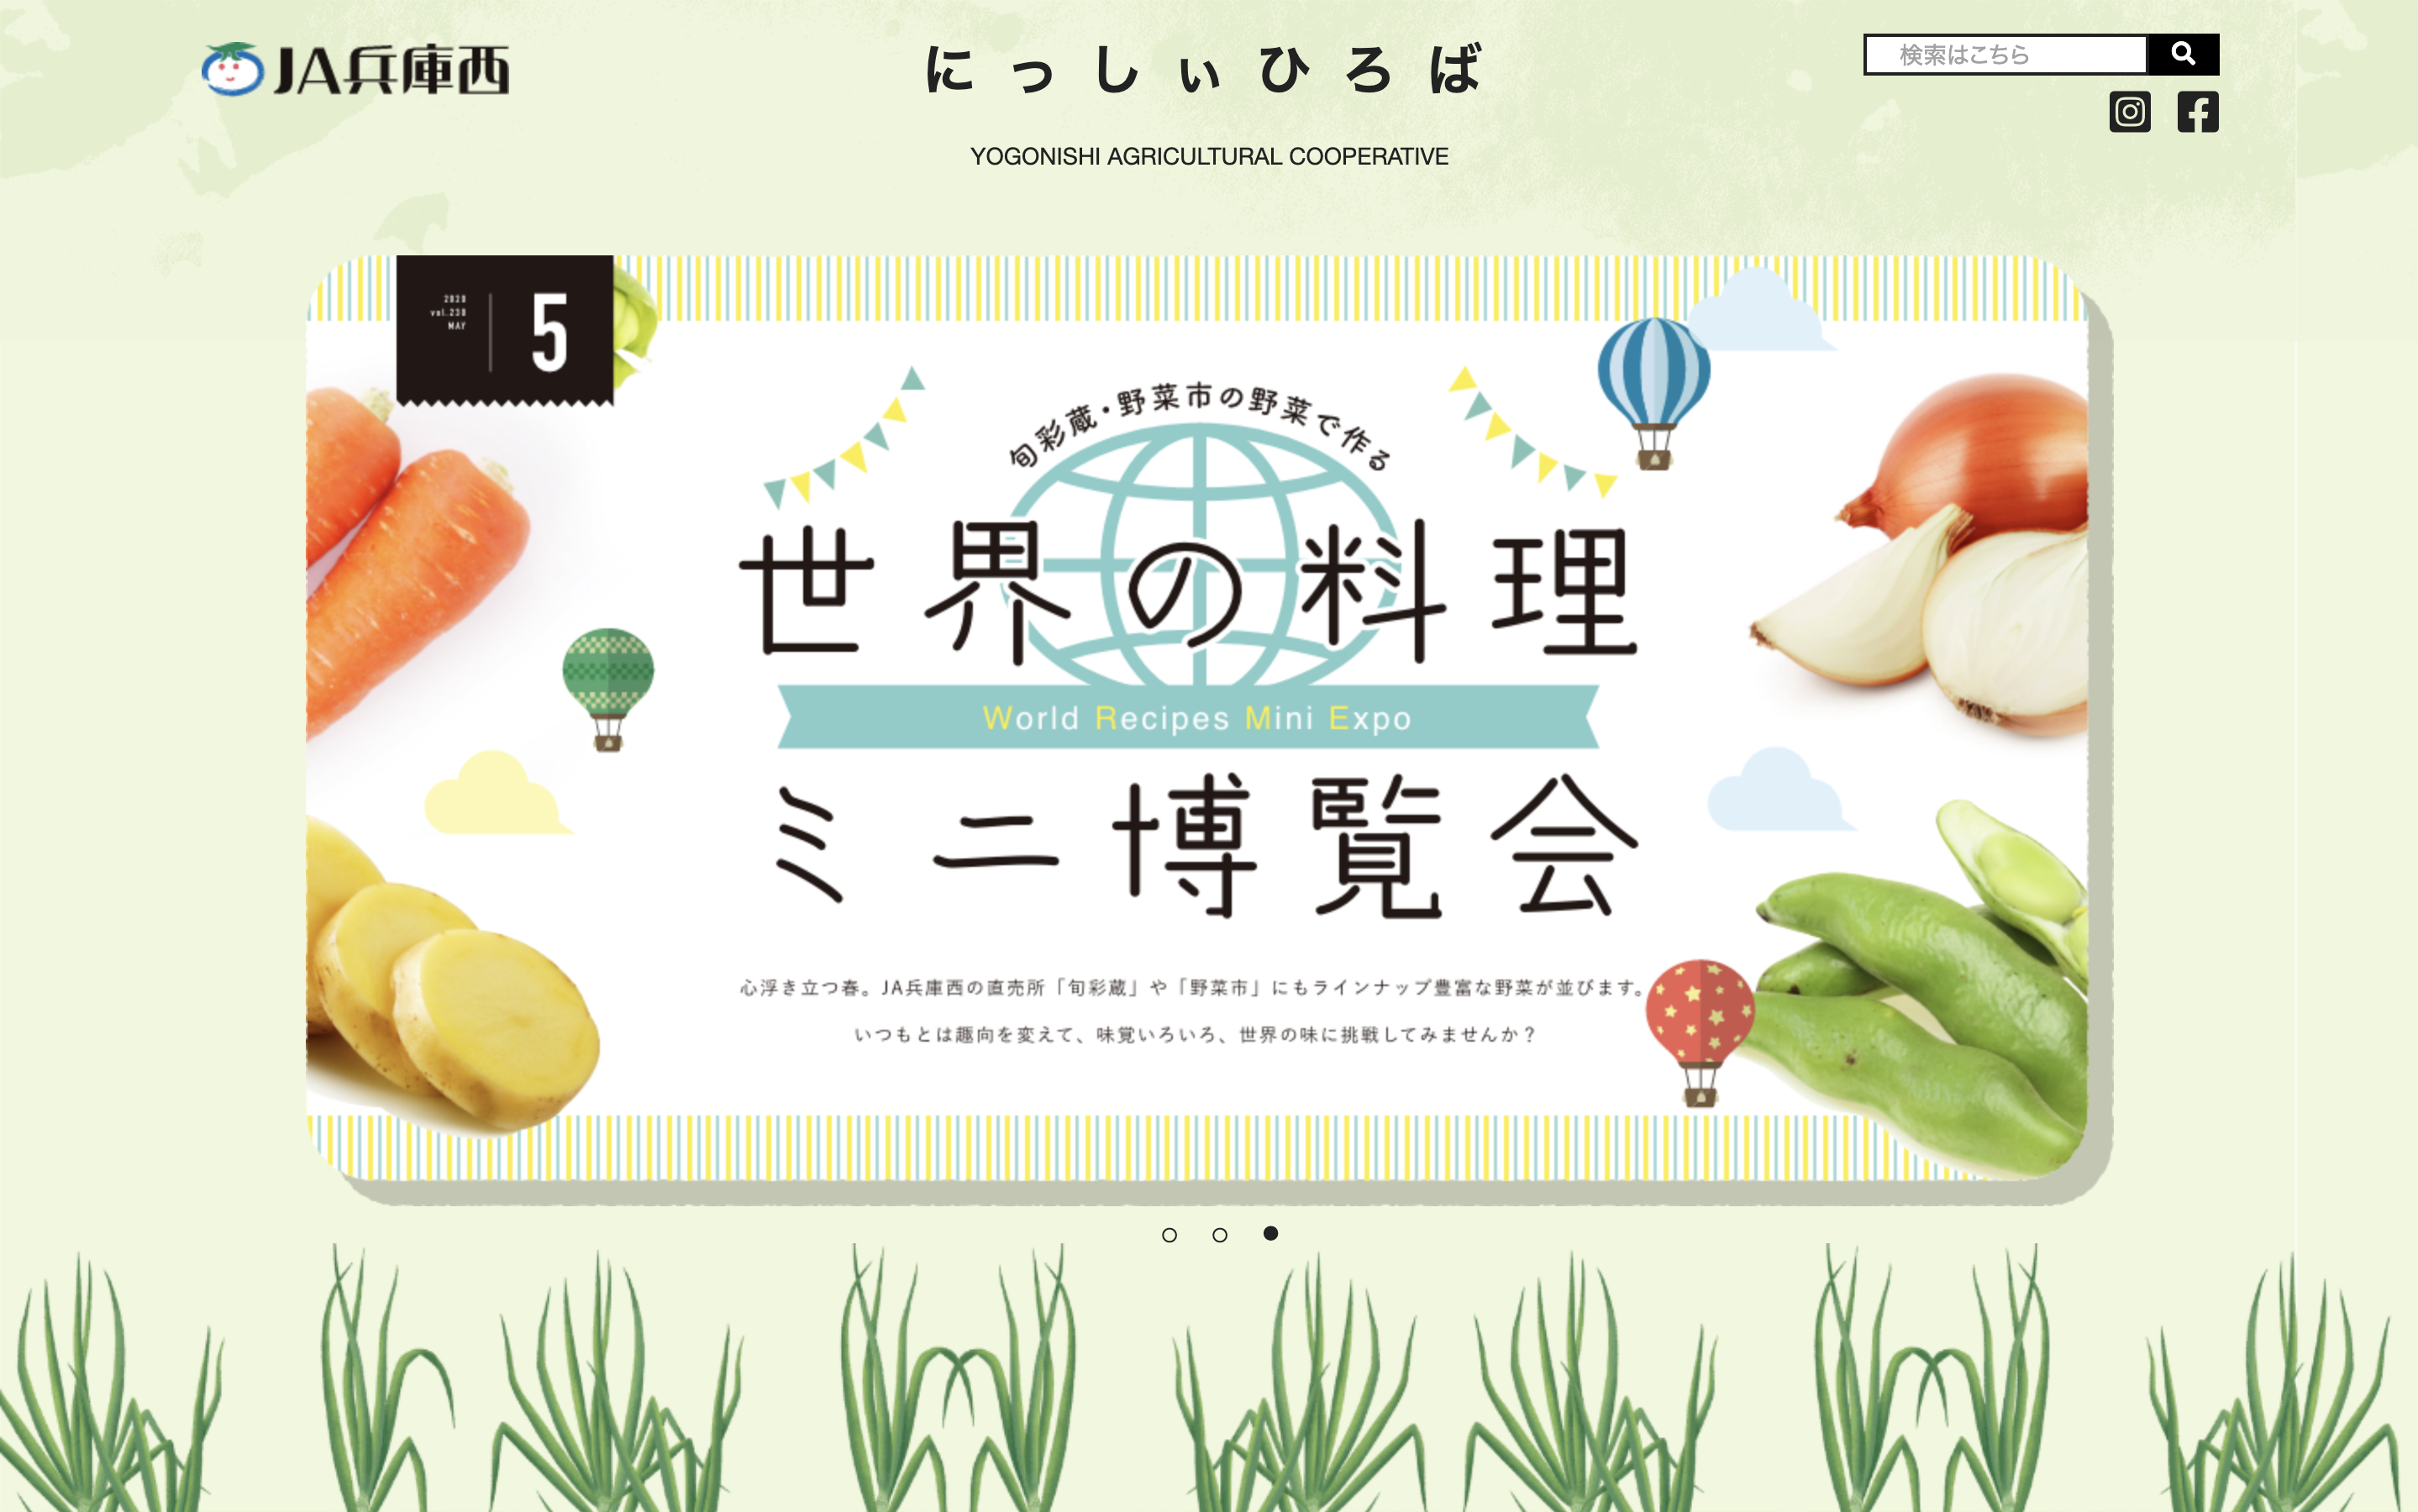 JA兵庫西
にっしぃひろば
検索はこちら
YOGONISHI AGRICULTURAL COOPERATIVE
2020
vol.230
MAY
5
旬彩蔵・野菜市の野菜で作る
世界の料理
World Recipes Mini Expo
ミニ博覧会
心浮き立つ春。JA兵庫西の直売所「旬彩蔵」や「野菜市」にもラインナップ豊富な野菜が並びます。
いつもとは趣向を変えて、味覚いろいろ、世界の味に挑戦してみませんか？